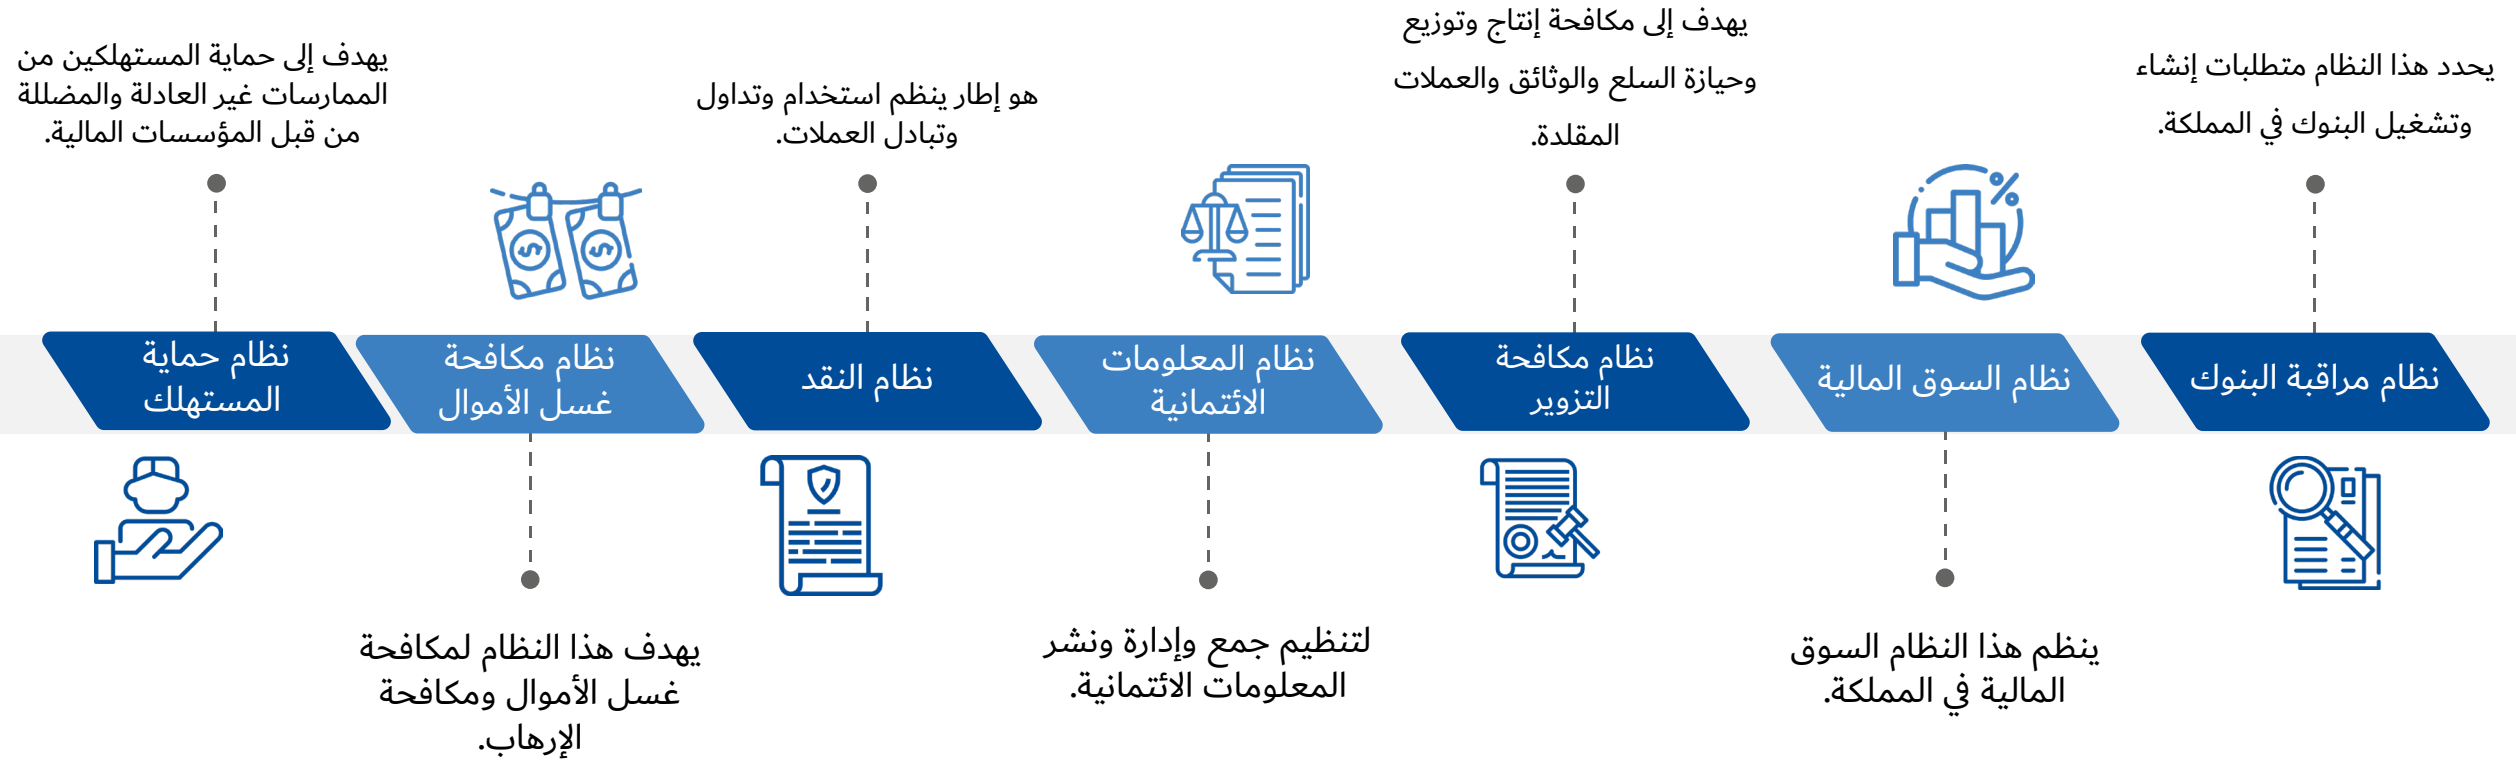 يحدد هذا النظام متطلبات إنشاء
وتشغيل البنوك في المملكة.
نظام مراقبة البنوك
نظام السوق المالية
ينظم هذا النظام السوق
المالية في المملكة.
يهدف إلى مكافحة إنتاج وتوزيع
وحيازة السلع والوثائق والعملات
المقلدة.
نظام مكافحة
التزوير
نظام المعلومات
الائتمانية
لتنظيم جمع وإدارة ونشر
المعلومات الائتمانية.
هو إطار ينظم استخدام وتداول
وتبادل العملات.
نظام النقد
نظام مكافحة
غسل الأموال
يهدف هذا النظام لمكافحة
غسل الأموال ومكافحة
الإرهاب.
يهدف إلى حماية المستهلكين من
الممارسات غير العادلة والمضللة
من قبل المؤسسات المالية.
نظام حماية
المستهلك